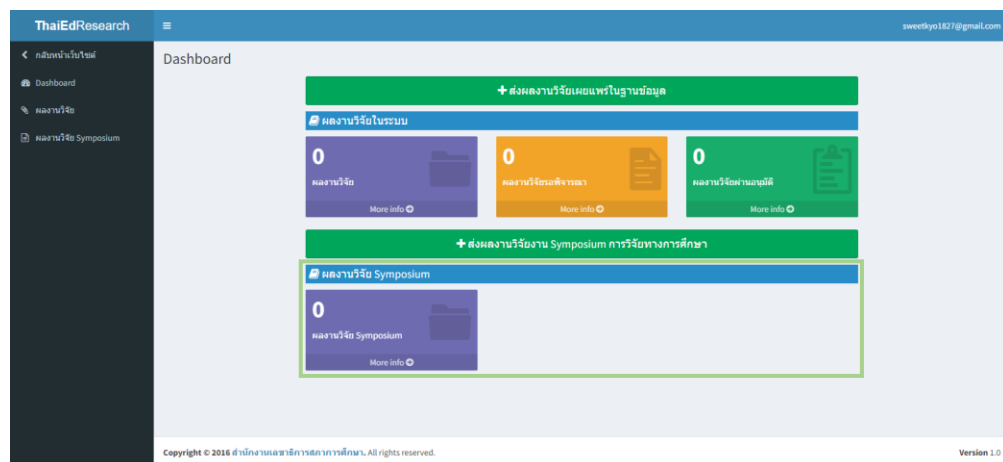 ThaiEdResearch
sweetkyo1827@gmail.com
กลับหน้าเว็บไซต์
Dashboard
ผลงานวิจัย
ผลงานวิจัย Symposium
Dashboard
ส่งผลงานวิจัยเผยแพร่ในฐานข้อมูล
ผลงานวิจัยในระบบ
0
ผลงานวิจัย
More info
0
ผลงานวิจัยรอพิจารณา
More info
0
ผลงานวิจัยผ่านอนุมัติ
More info
ส่งผลงานวิจัยงาน Symposium การวิจัยทางการศึกษา
ผลงานวิจัย Symposium
0
ผลงานวิจัย Symposium
More info
Copyright © 2016 สำนักงานเลขาธิการสภาการศึกษา. All rights reserved.
Version 1.0